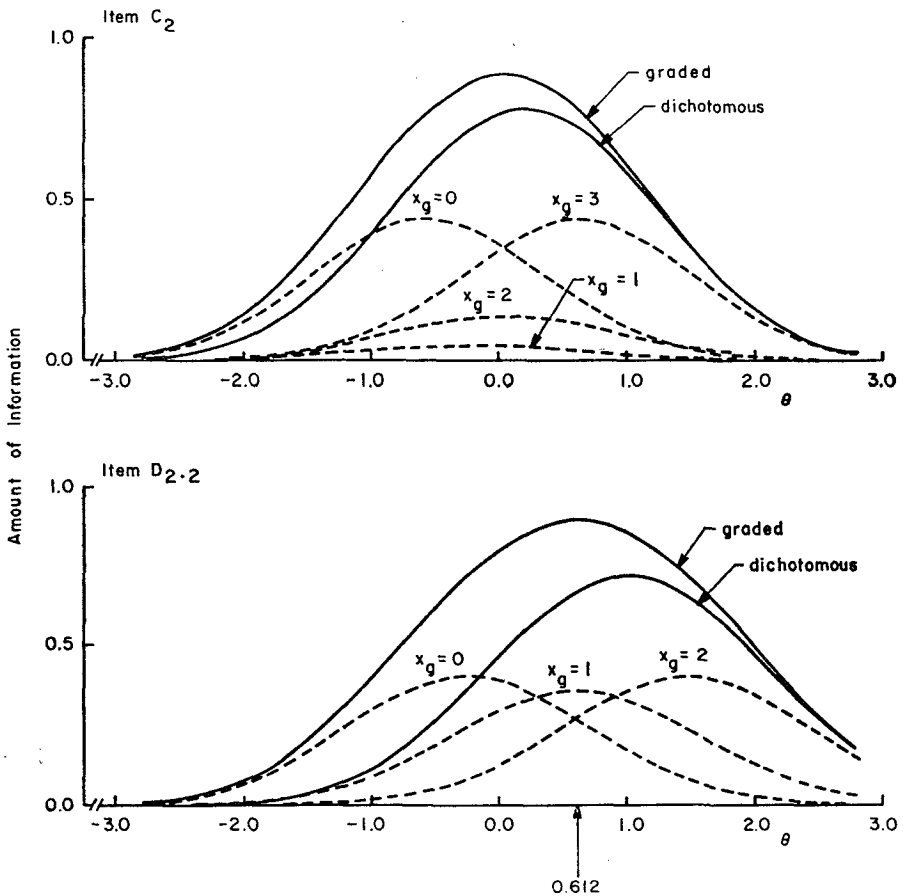 Item C2
1.0
graded
dichotomous
0.5
xg=0
xg=3
xg=1
xg=2
0.0
-3.0 -2.0 -1.0 0.0 1.0 2.0 3.0
θ
Amount of Information
Item D2.2
1.0
graded
dichotomous
0.5
xg=0
xg=1
xg=2
0.0
-3.0 -2.0 -1.0 0.0 1.0 2.0 3.0
θ
0.612